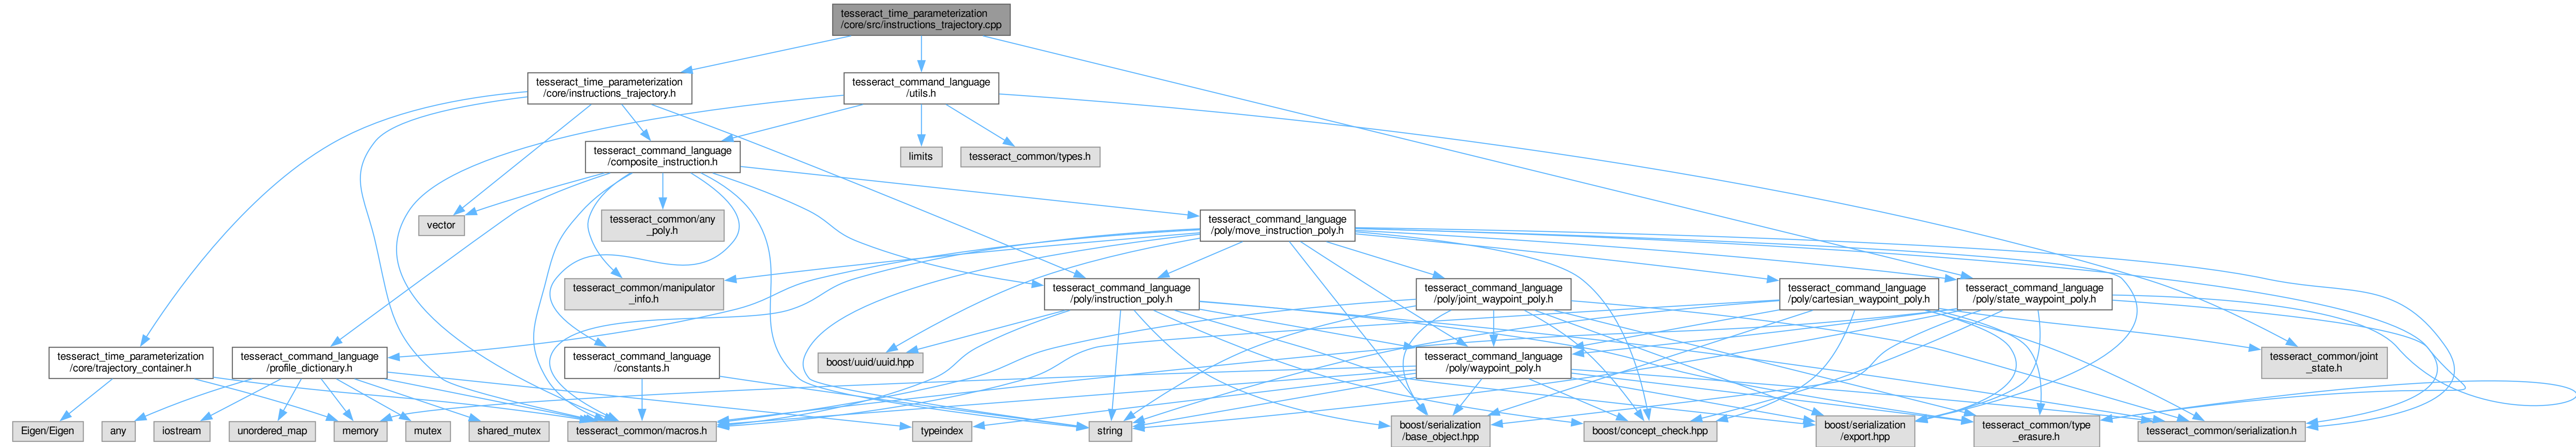 tesseract_time_parameterization
/core/src/instructions_trajectory.cpp
tesseract_time_parameterization
/core/instructions_trajectory.h
tesseract_command_language
/utils.h
tesseract_command_language
/composite_instruction.h
limits
tesseract_common/types.h
vector
tesseract_common/any
_poly.h
tesseract_command_language
/poly/move_instruction_poly.h
tesseract_common/manipulator
_info.h
tesseract_command_language
/poly/instruction_poly.h
tesseract_command_language
/poly/joint_waypoint_poly.h
tesseract_command_language
/poly/cartesian_waypoint_poly.h
tesseract_command_language
/poly/state_waypoint_poly.h
tesseract_time_parameterization
/core/trajectory_container.h
tesseract_command_language
/profile_dictionary.h
tesseract_command_language
/constants.h
boost/uuid/uuid.hpp
tesseract_command_language
/poly/waypoint_poly.h
tesseract_common/joint
_state.h
Eigen/Eigen
any
iostream
unordered_map
memory
mutex
shared_mutex
tesseract_common/macros.h
typeindex
string
boost/serialization
/base_object.hpp
boost/concept_check.hpp
boost/serialization
/export.hpp
tesseract_common/type
_erasure.h
tesseract_common/serialization.h